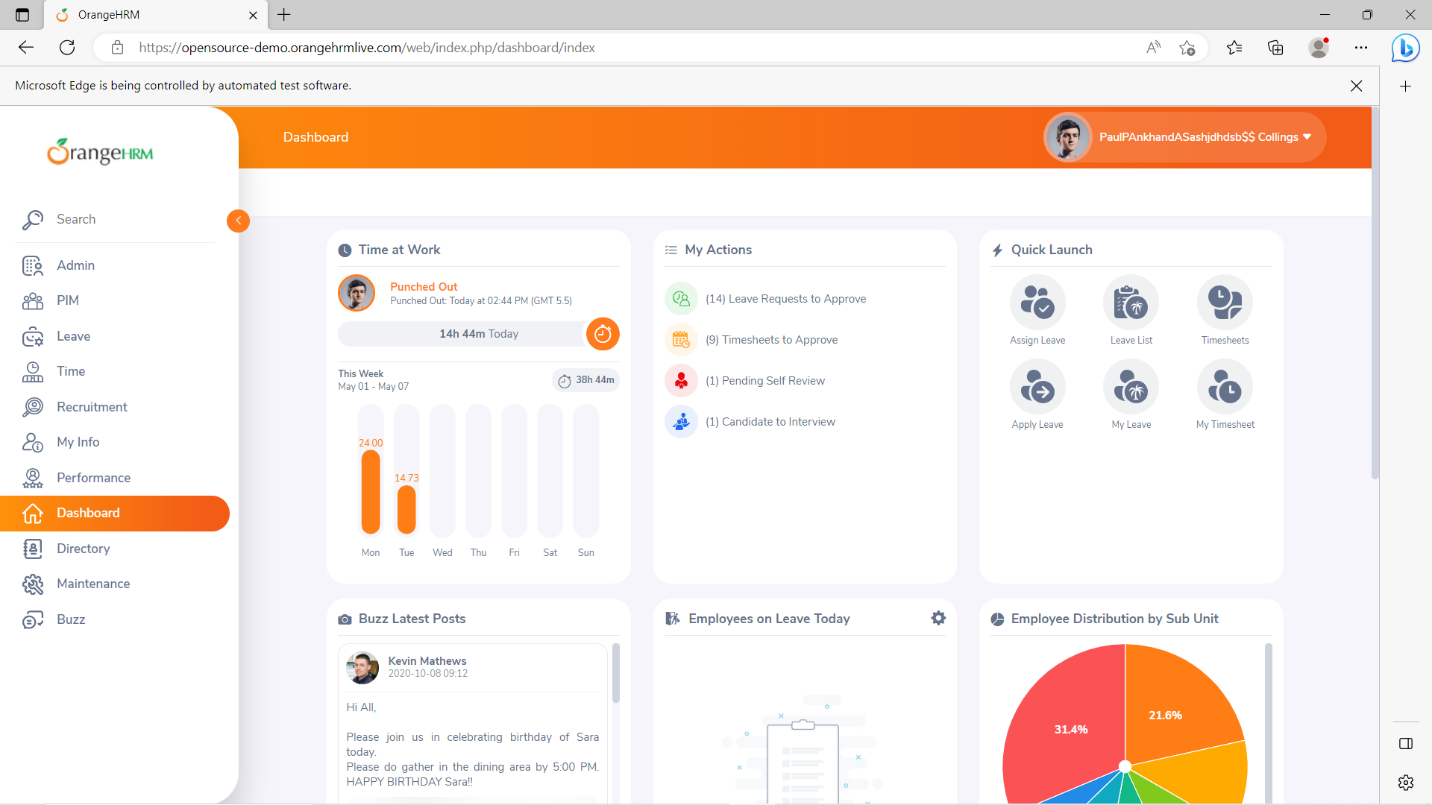 OrangeHRM
https://opensource-demo.orangehrmlive.com/web/index.php/dashboard/index
Microsoft Edge is being controlled by automated test software.
OrangeHRM
Search
Admin
PIM
Leave
Time
Recruitment
My Info
Performance
Dashboard
Directory
Maintenance
Buzz
Dashboard
PaulPAnkhandASashjdhdsb$$ Collings
Time at Work
Punched Out
Punched Out: Today at 02:44 PM (GMT 5.5)
14h 44m Today
This Week
May 01 - May 07
38h 44m
24.00
14.73
Mon Tue Wed Thu Fri Sat Sun
My Actions
(14) Leave Requests to Approve
(9) Timesheets to Approve
(1) Pending Self Review
(1) Candidate to Interview
Quick Launch
Assign Leave
Leave List
Timesheets
Apply Leave
My Leave
My Timesheet
Buzz Latest Posts
Kevin Mathews
2020-10-08 09:12
Hi All,
Please join us in celebrating birthday of Sara
today.
Please do gather in the dining area by 5:00 PM.
HAPPY BIRTHDAY Sara!!
Employees on Leave Today
Employee Distribution by Sub Unit
31.4%
21.6%